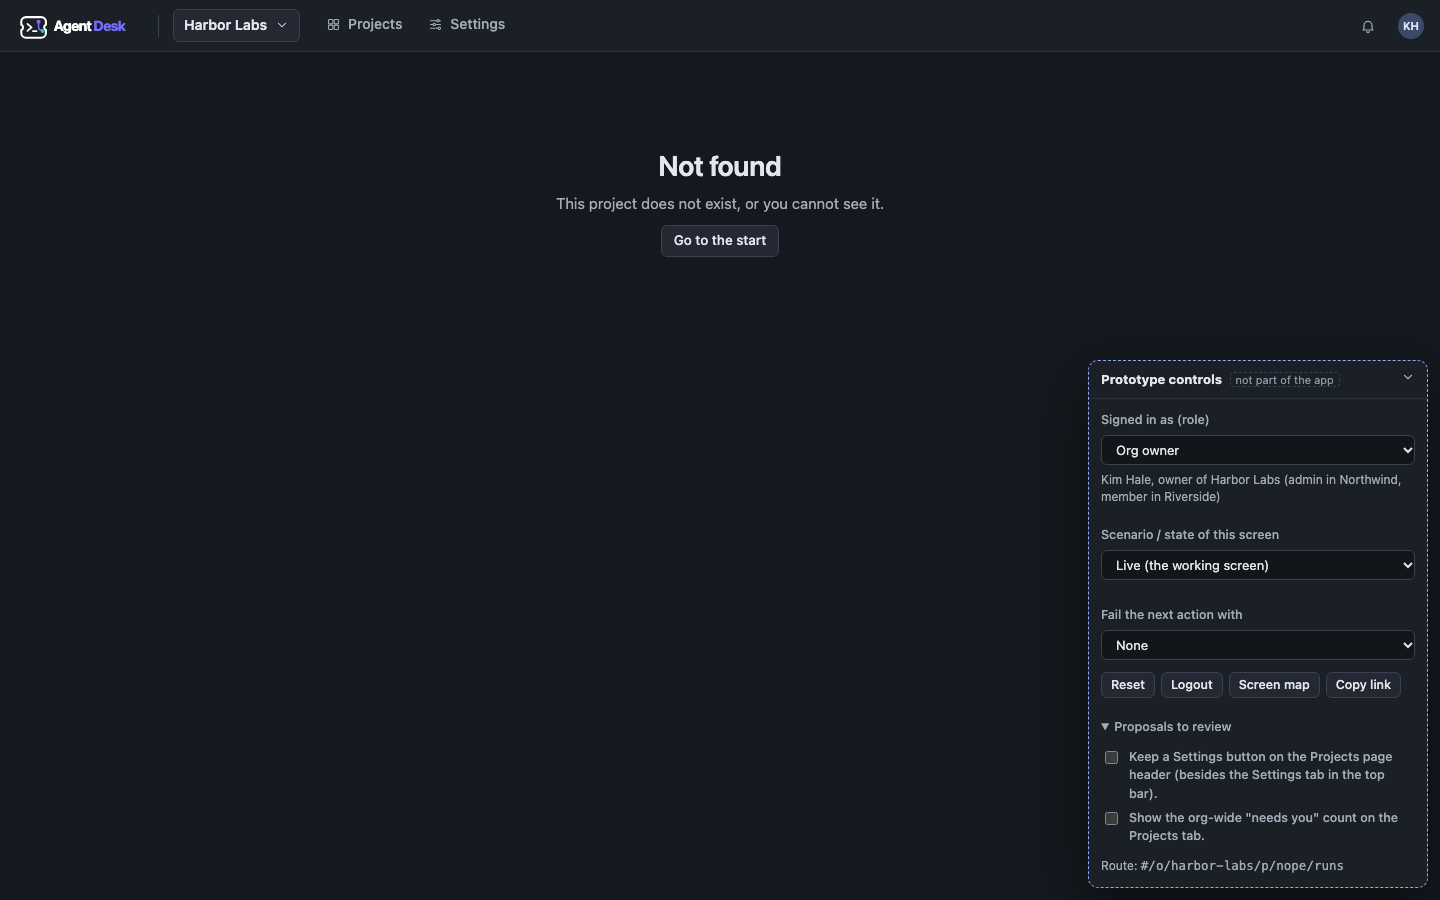 AgentDesk
Harbor Labs
Projects
Settings
KH
Not found
This project does not exist, or you cannot see it.
Go to the start
Prototype controls
not part of the app
Signed in as (role)
Org owner
Kim Hale, owner of Harbor Labs (admin in Northwind,
member in Riverside)
Scenario / state of this screen
Live (the working screen)
Fail the next action with
None
Reset
Logout
Screen map
Copy link
▼ Proposals to review
Keep a Settings button on the Projects page
header (besides the Settings tab in the top
bar).
Show the org-wide "needs you" count on the
Projects tab.
Route: #/o/harbor-labs/p/nope/runs